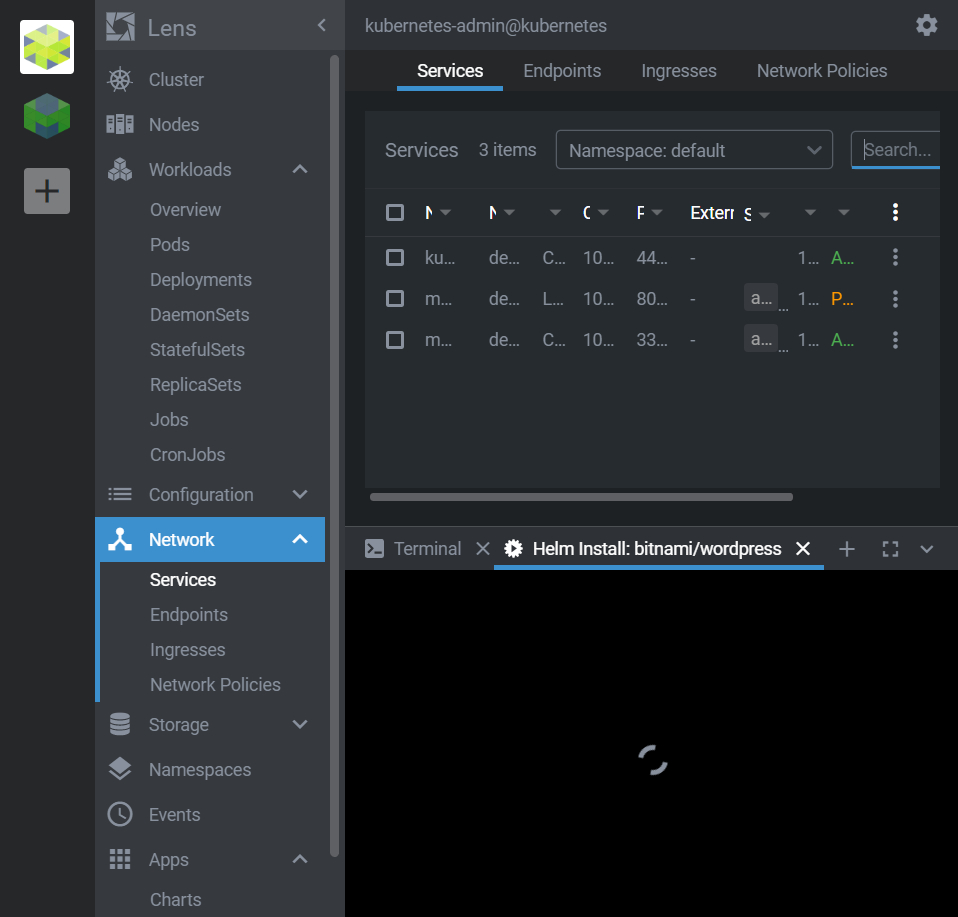 Lens
Cluster
Nodes
Workloads
Overview
Pods
Deployments
DaemonSets
StatefulSets
ReplicaSets
Jobs
CronJobs
Configuration
Network
Services
Endpoints
Ingresses
Network Policies
Storage
Namespaces
Events
Apps
Charts
kubernetes-admin@kubernetes
Services Endpoints Ingresses Network Policies
Services 3 items Namespace: default Search...
N N C P Extern S
ku... de... C... 10... 44... - 1... A...
m... de... L... 10... 80... - a... ... 1... P...
m... de... C... 10... 33... - a... ... 1... A...
Terminal Helm Install: bitnami/wordpress